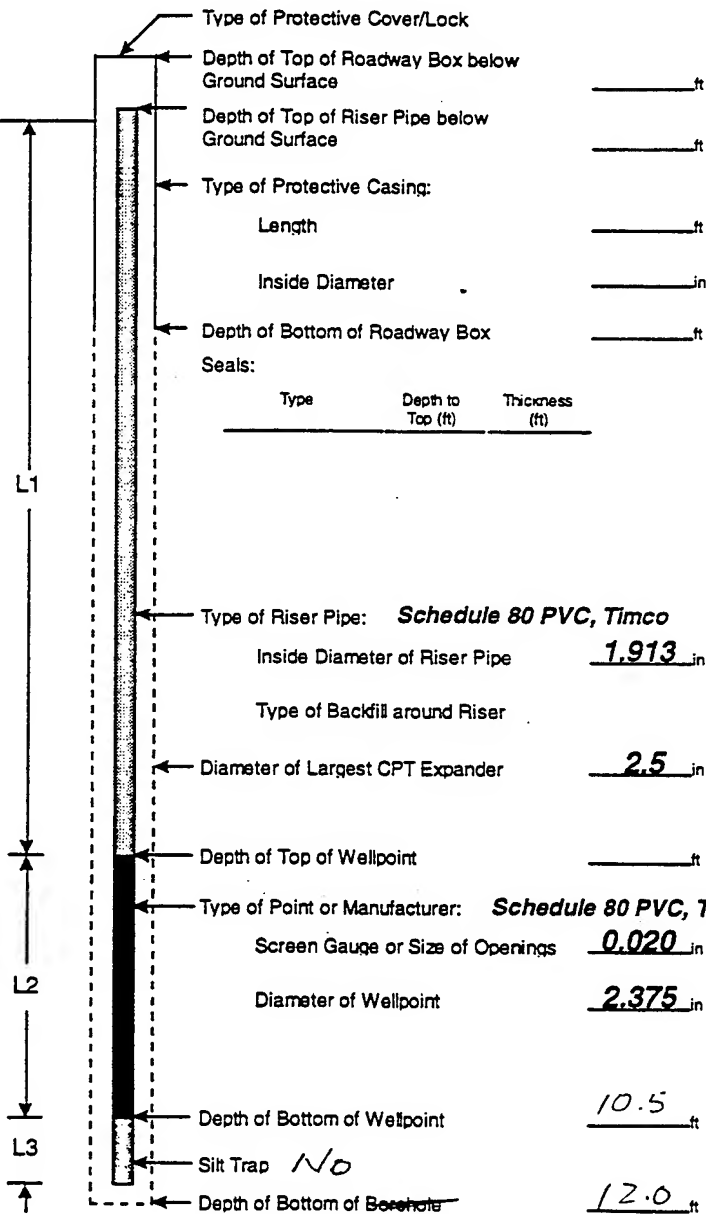 Type of Protective Cover/Lock
Depth of Top of Roadway Box below
Ground Surface ft
Depth of Top of Riser Pipe below
Ground Surface ft
Type of Protective Casing:
Length ft
Inside Diameter in
Depth of Bottom of Roadway Box ft
Seals:
Type Depth to Top (ft) Thickness (ft)
L1
Type of Riser Pipe: Schedule 80 PVC, Timco
Inside Diameter of Riser Pipe 1.913 in
Type of Backfill around Riser
Diameter of Largest CPT Expander 2.5 in
Depth of Top of Wellpoint ft
Type of Point or Manufacturer: Schedule 80 PVC, T
Screen Gauge or Size of Openings 0.020 in
L2
Diameter of Wellpoint 2.375 in
Depth of Bottom of Wellpoint 10.5 ft
L3
Silt Trap No
Depth of Bottom of Borehole 12.0 ft